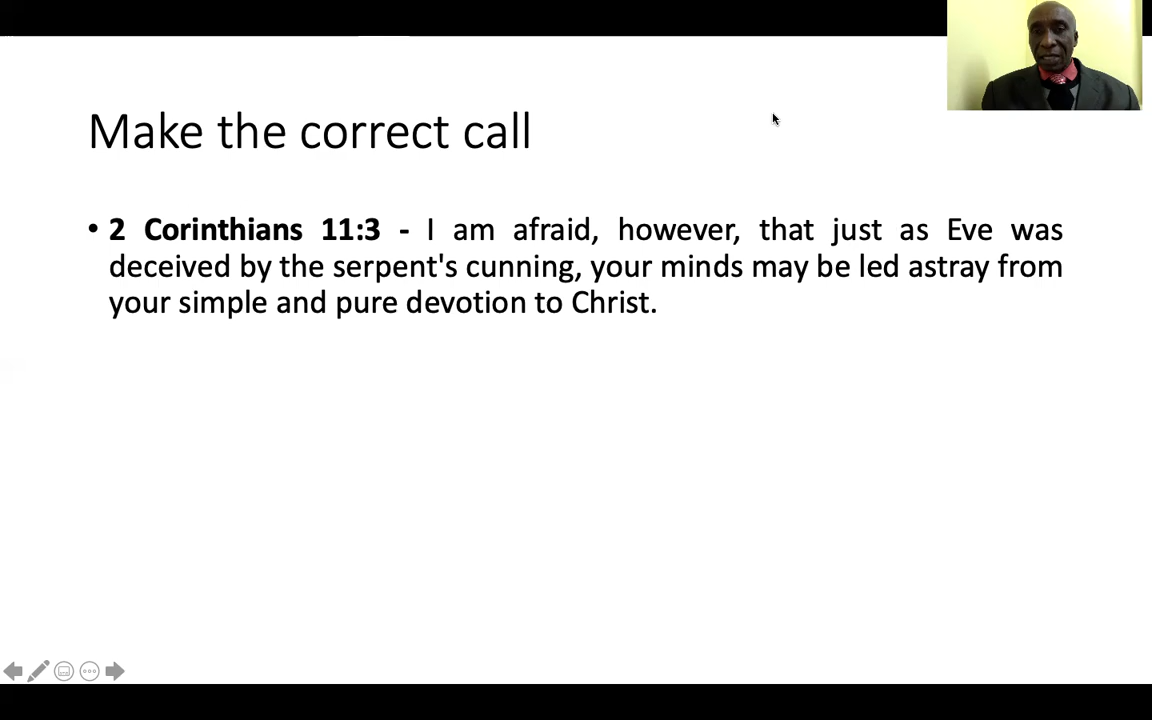 Make the correct call
• 2 Corinthians 11:3 - I am afraid, however, that just as Eve was
deceived by the serpent's cunning, your minds may be led astray from
your simple and pure devotion to Christ.